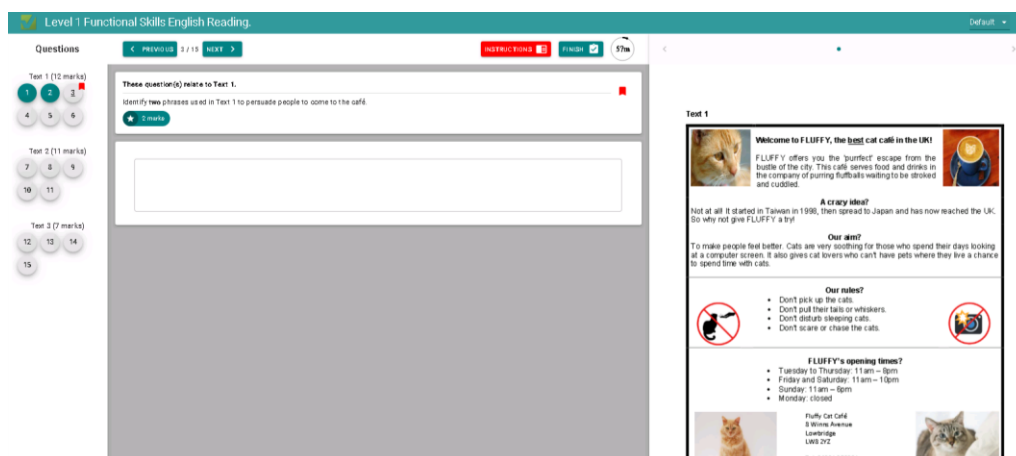 Level 1 Functional Skills English Reading.
Default
Questions
PREVIOUS 3 / 15 NEXT
INSTRUCTIONS FINISH 57m
Text 1 (12 marks)
1 2 3
4 5 6
Text 2 (11 marks)
7 8 9
10 11
Text 3 (7 marks)
12 13 14
15
These question(s) relate to Text 1.
Identify two phrases used in Text 1 to persuade people to come to the café.
2 marks
Text 1
Welcome to FLUFFY, the best cat café in the UK!
FLUFFY offers you the 'purrfect' escape from the
bustle of the city. This café serves food and drinks in
the company of purring fluffballs waiting to be stroked
and cuddled.
A crazy idea?
Not at all! It started in Taiwan in 1998, then spread to Japan and has now reached the UK.
So why not give FLUFFY a try!
Our aim?
To make people feel better. Cats are very soothing for those who spend their days looking
at a computer screen. It also gives cat lovers who can't have pets where they live a chance
to spend time with cats.
Our rules?
• Don't pick up the cats.
• Don't pull their tails or whiskers.
• Don't disturb sleeping cats.
• Don't scare or chase the cats.
FLUFFY's opening times?
• Tuesday to Thursday: 11am – 8pm
• Friday and Saturday: 11am – 10pm
• Sunday: 11am – 6pm
• Monday: closed
Fluffy Cat Café
8 Winns Avenue
Lowbridge
LW8 2YZ